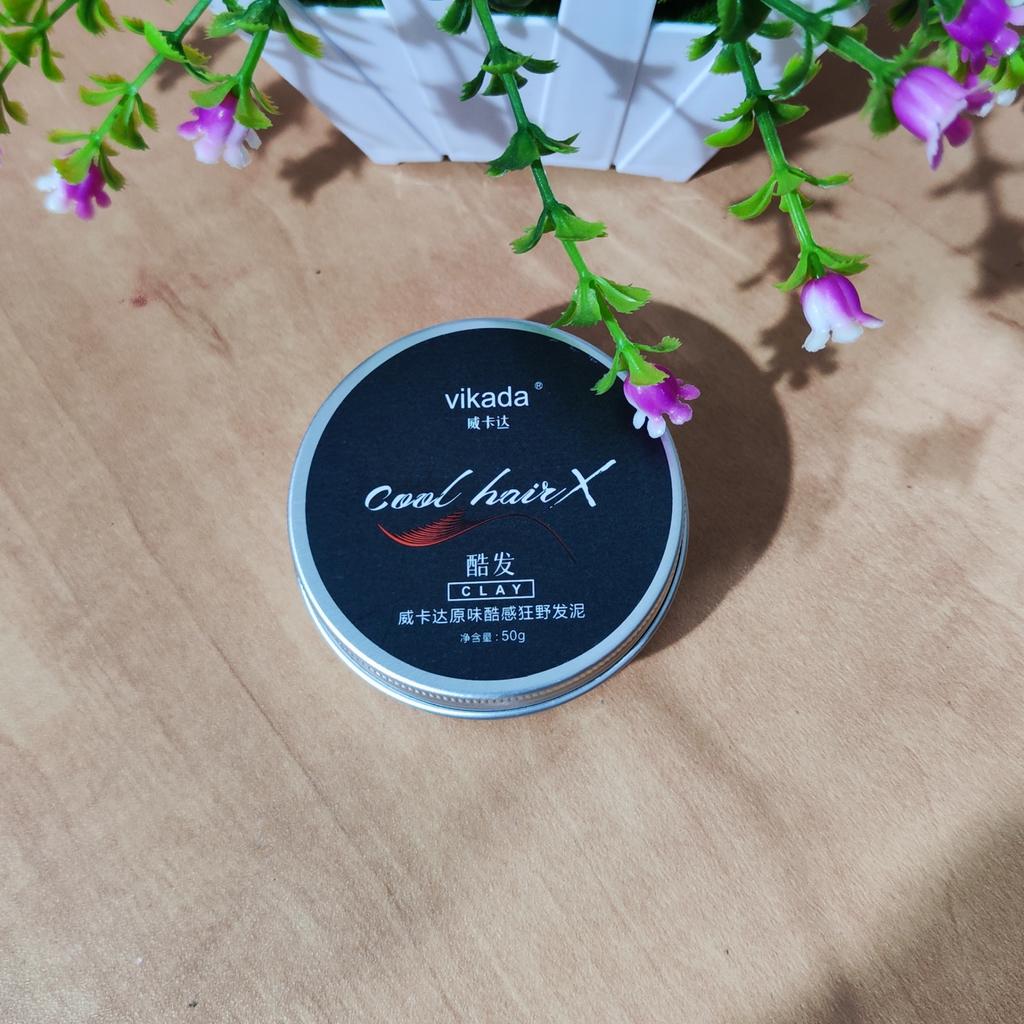 vikada®
威卡达
Cool hair X
酷发
CLAY
威卡达原味酷感狂野发泥
净含量：50g